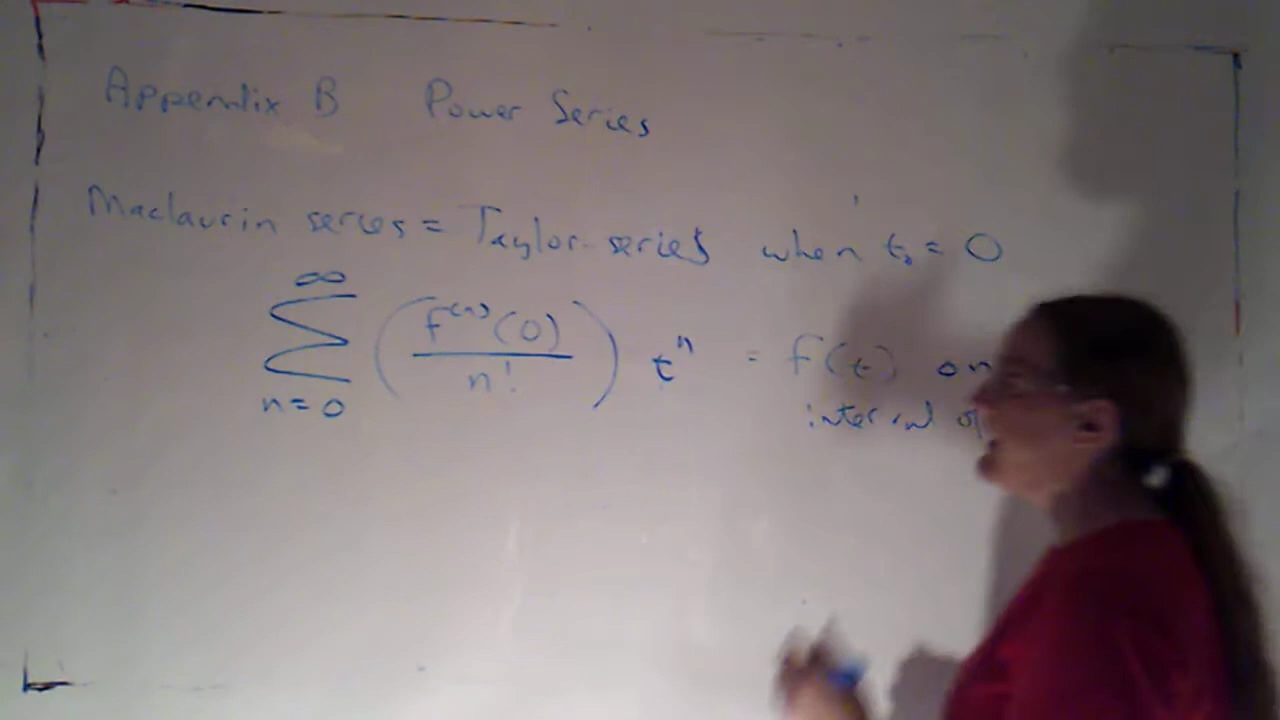 Appendix B Power Series
Maclaurin series = Taylor series when t₀ = 0
∞
∑ ( f⁽ⁿ⁾(0) / n! ) tⁿ = f(t) on
n=0
interval of